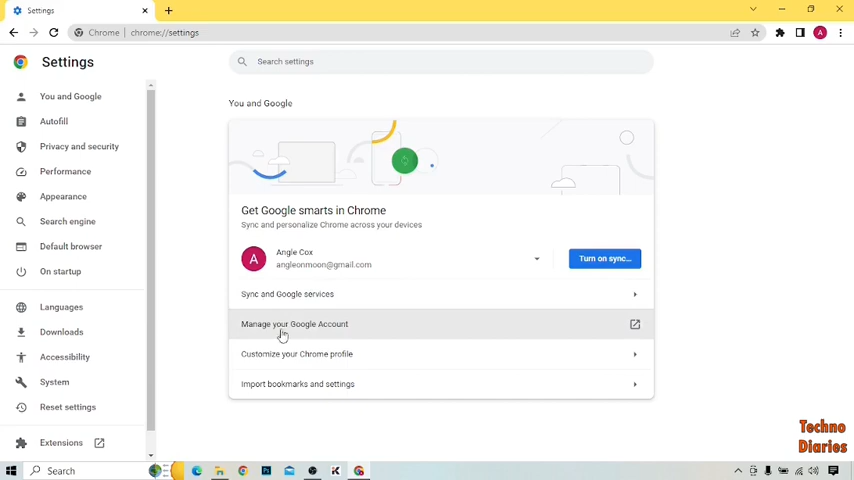 Settings
Chrome
chrome://settings
A
Settings
Search settings
You and Google
Autofill
Privacy and security
Performance
Appearance
Search engine
Default browser
On startup
Languages
Downloads
Accessibility
System
Reset settings
Extensions
You and Google
Get Google smarts in Chrome
Sync and personalize Chrome across your devices
A
Angle Cox
angleonmoon@gmail.com
Turn on sync...
Sync and Google services
Manage your Google Account
Customize your Chrome profile
Import bookmarks and settings
Techno
Diaries
Search
Ps
K